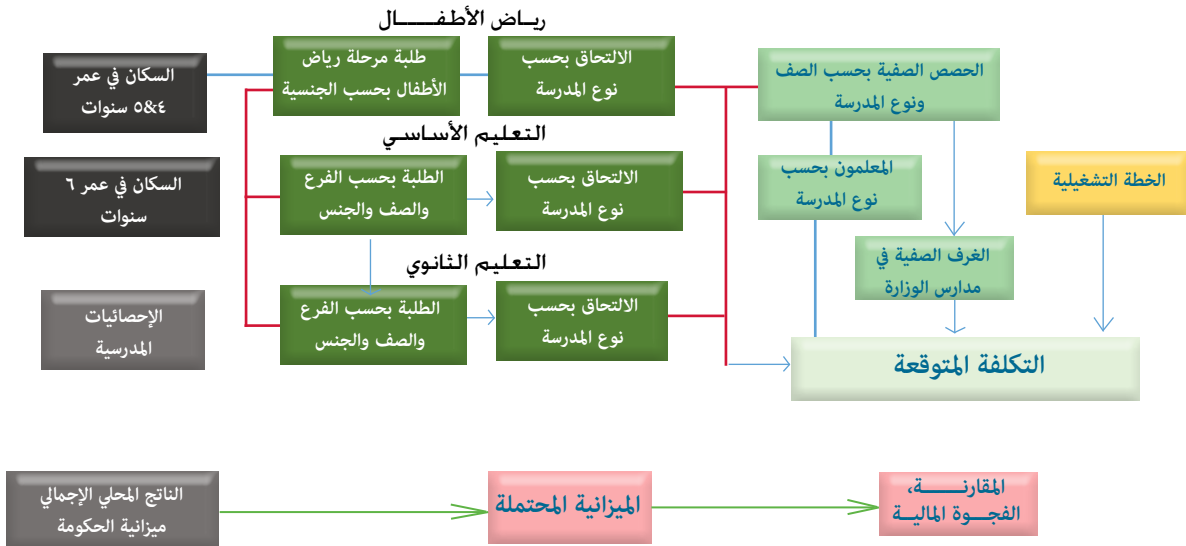 ريـاض الأطفـــــال
السكان في عمر
٤&٥ سنوات
طلبة مرحلة رياض
الأطفال بحسب الجنسية
الالتحاق بحسب
نوع المدرسة
الحصص الصفية بحسب الصف
ونوع المدرسة
التعليم الأساسـي
السكان في عمر ٦
سنوات
الطلبة بحسب الفرع
والصف والجنس
الالتحاق بحسب
نوع المدرسة
المعلمون بحسب
نوع المدرسة
الخطة التشغيلية
الغرف الصفية في
مدارس الوزارة
التعليم الثانوي
الإحصائيات
المدرسية
الطلبة بحسب الفرع
والصف والجنس
الالتحاق بحسب
نوع المدرسة
التكلفة المتوقعة
الناتج المحلي الإجمالي
ميزانية الحكومة
الميزانية المحتملة
المقارنـــــــة،
الفجـــوة الماليـــة